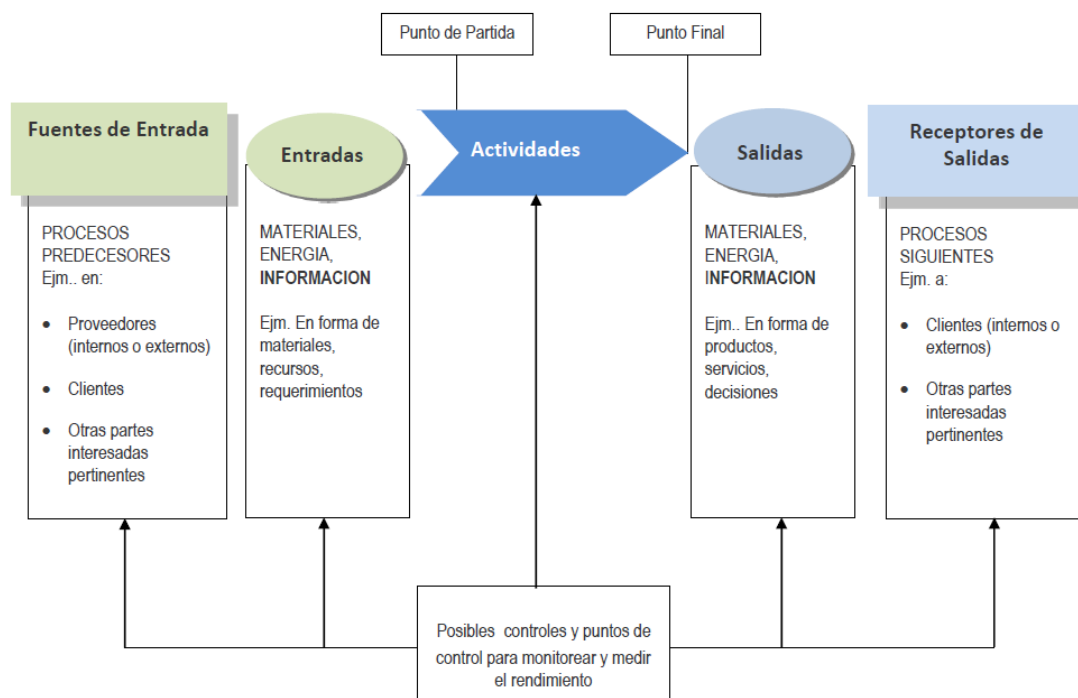 Punto de Partida
Punto Final
Fuentes de Entrada
Entradas
Actividades
Salidas
Receptores de
Salidas
PROCESOS
PREDECESORES
Ejm.. en:
• Proveedores
(internos o externos)
• Clientes
• Otras partes
interesadas
pertinentes
MATERIALES,
ENERGIA,
INFORMACION
Ejm. En forma de
materiales,
recursos,
requerimientos
MATERIALES,
ENERGIA,
INFORMACION
Ejm.. En forma de
productos,
servicios,
decisiones
PROCESOS
SIGUIENTES
Ejm. a:
• Clientes (internos o
externos)
• Otras partes
interesadas
pertinentes
Posibles controles y puntos de
control para monitorear y medir
el rendimiento